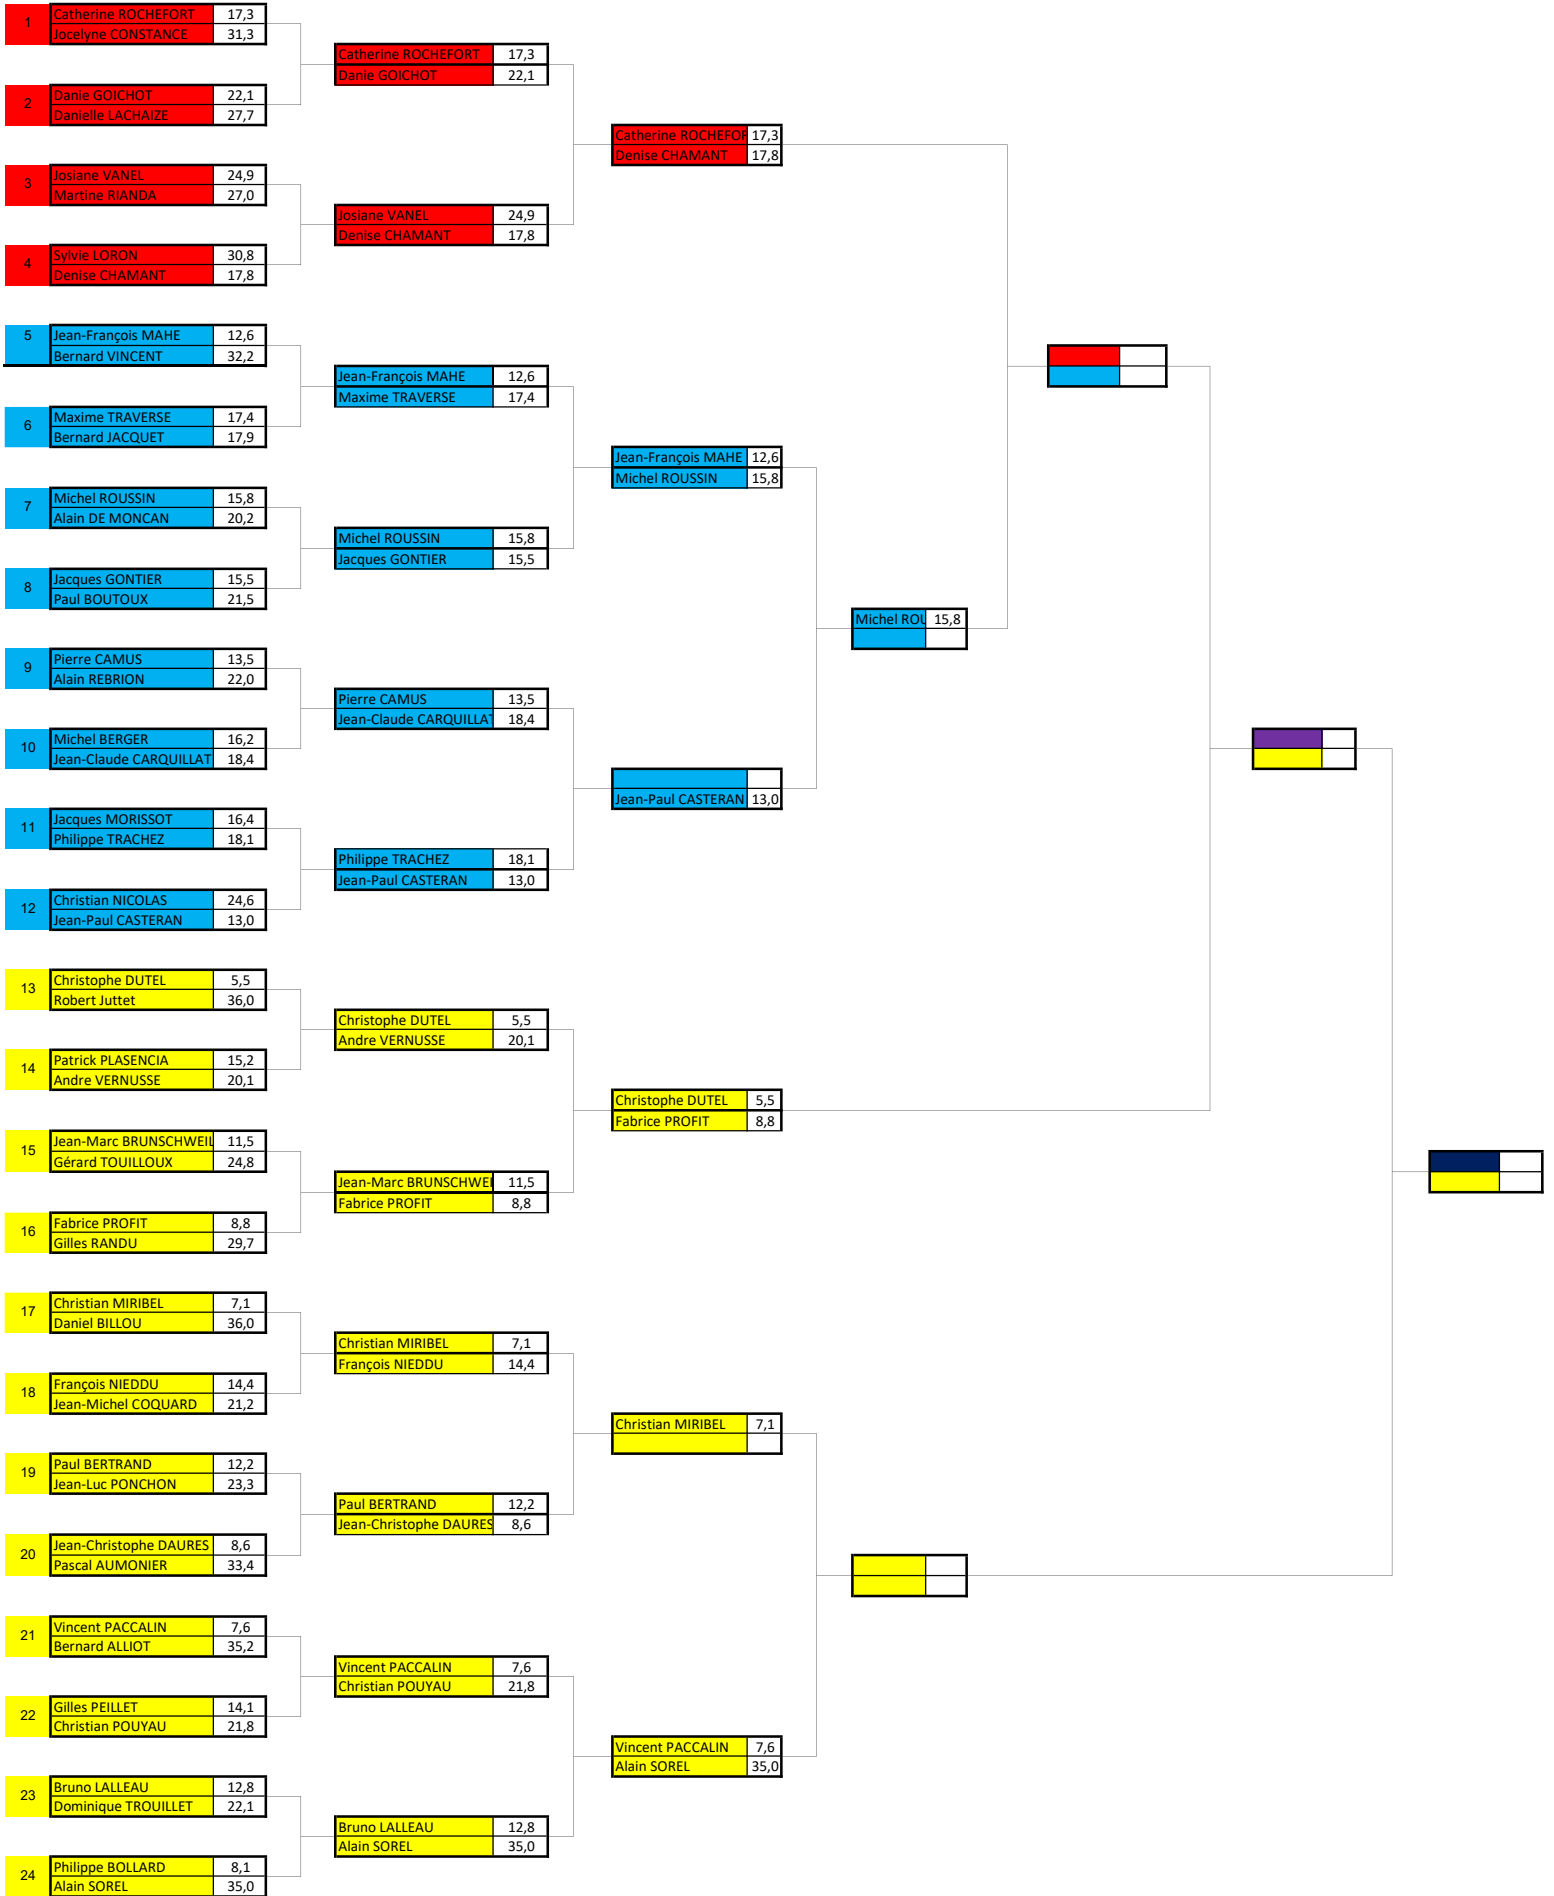 1
Catherine ROCHEFORT 17,3
Jocelyne CONSTANCE 31,3
2
Danie GOICHOT 22,1
Danielle LACHAIZE 27,7
3
Josiane VANEL 24,9
Martine RIANDA 27,0
4
Sylvie LORON 30,8
Denise CHAMANT 17,8
5
Jean-François MAHE 12,6
Bernard VINCENT 32,2
6
Maxime TRAVERSE 17,4
Bernard JACQUET 17,9
7
Michel ROUSSIN 15,8
Alain DE MONCAN 20,2
8
Jacques GONTIER 15,5
Paul BOUTOUX 21,5
9
Pierre CAMUS 13,5
Alain REBRION 22,0
10
Michel BERGER 16,2
Jean-Claude CARQUILLAT 18,4
11
Jacques MORISSOT 16,4
Philippe TRACHEZ 18,1
12
Christian NICOLAS 24,6
Jean-Paul CASTERAN 13,0
13
Christophe DUTEL 5,5
Robert Juttet 36,0
14
Patrick PLASENCIA 15,2
Andre VERNUSSE 20,1
15
Jean-Marc BRUNSCHWEIL 11,5
Gérard TOUILLOUX 24,8
16
Fabrice PROFIT 8,8
Gilles RANDU 29,7
17
Christian MIRIBEL 7,1
Daniel BILLOU 36,0
18
François NIEDDU 14,4
Jean-Michel COQUARD 21,2
19
Paul BERTRAND 12,2
Jean-Luc PONCHON 23,3
20
Jean-Christophe DAURES 8,6
Pascal AUMONIER 33,4
21
Vincent PACCALIN 7,6
Bernard ALLIOT 35,2
22
Gilles PEILLET 14,1
Christian POUYAU 21,8
23
Bruno LALLEAU 12,8
Dominique TROUILLET 22,1
24
Philippe BOLLARD 8,1
Alain SOREL 35,0
Catherine ROCHEFORT 17,3
Danie GOICHOT 22,1
Josiane VANEL 24,9
Denise CHAMANT 17,8
Jean-François MAHE 12,6
Maxime TRAVERSE 17,4
Michel ROUSSIN 15,8
Jacques GONTIER 15,5
Pierre CAMUS 13,5
Jean-Claude CARQUILLAT 18,4
Philippe TRACHEZ 18,1
Jean-Paul CASTERAN 13,0
Christophe DUTEL 5,5
Andre VERNUSSE 20,1
Jean-Marc BRUNSCHWEI 11,5
Fabrice PROFIT 8,8
Christian MIRIBEL 7,1
François NIEDDU 14,4
Paul BERTRAND 12,2
Jean-Christophe DAURES 8,6
Vincent PACCALIN 7,6
Christian POUYAU 21,8
Bruno LALLEAU 12,8
Alain SOREL 35,0
Catherine ROCHEFOR 17,3
Denise CHAMANT 17,8
Jean-François MAHE 12,6
Michel ROUSSIN 15,8
Jean-Paul CASTERAN 13,0
Christophe DUTEL 5,5
Fabrice PROFIT 8,8
Christian MIRIBEL 7,1
Vincent PACCALIN 7,6
Alain SOREL 35,0
Michel ROU 15,8